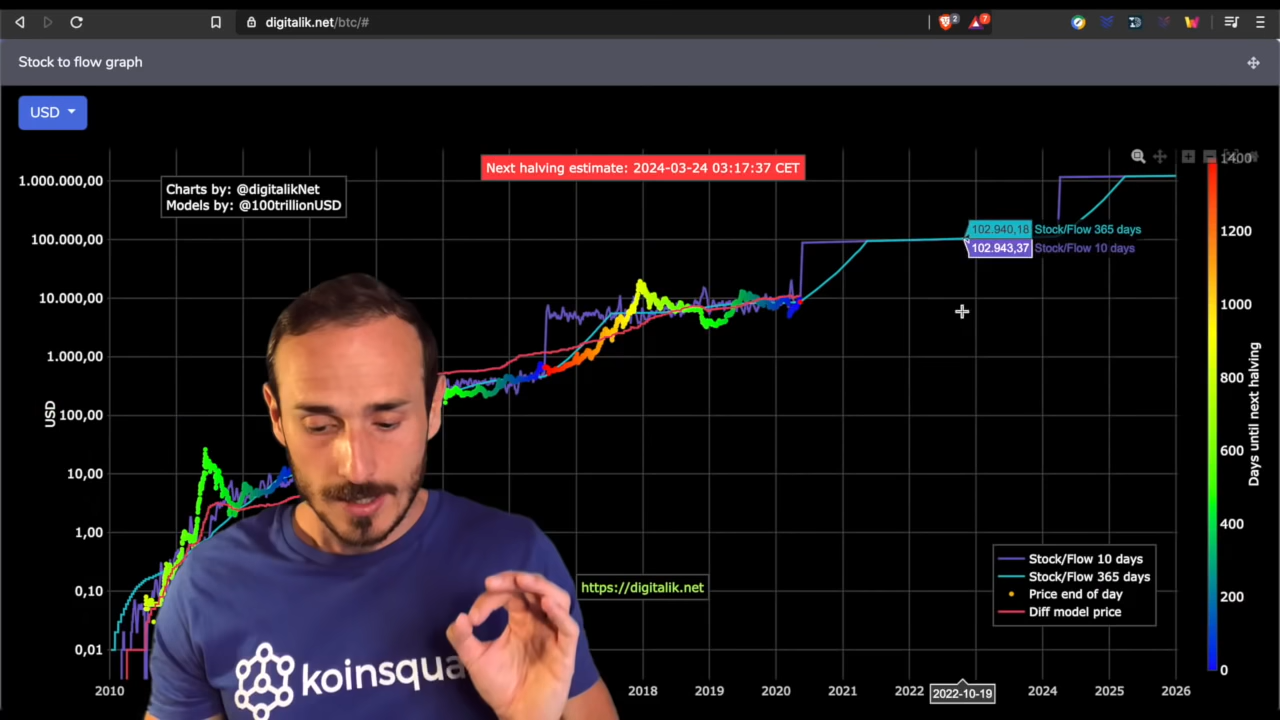 digitalik.net/btc/#
2
7
Stock to flow graph
USD
Next halving estimate: 2024-03-24 03:17:37 CET
Charts by: @digitalikNet
Models by: @100trillionUSD
1.000.000,00
100.000,00
10.000,00
1.000,00
100,00
10,00
1,00
0,10
0,01
USD
102.940,18 Stock/Flow 365 days
102.943,37 Stock/Flow 10 days
1400
1200
1000
800
600
400
200
0
Days until next halving
Stock/Flow 10 days
Stock/Flow 365 days
Price end of day
Diff model price
https://digitalik.net
koinsqua
2010
2018
2019
2020
2021
2022
2022-10-19
2024
2025
2026